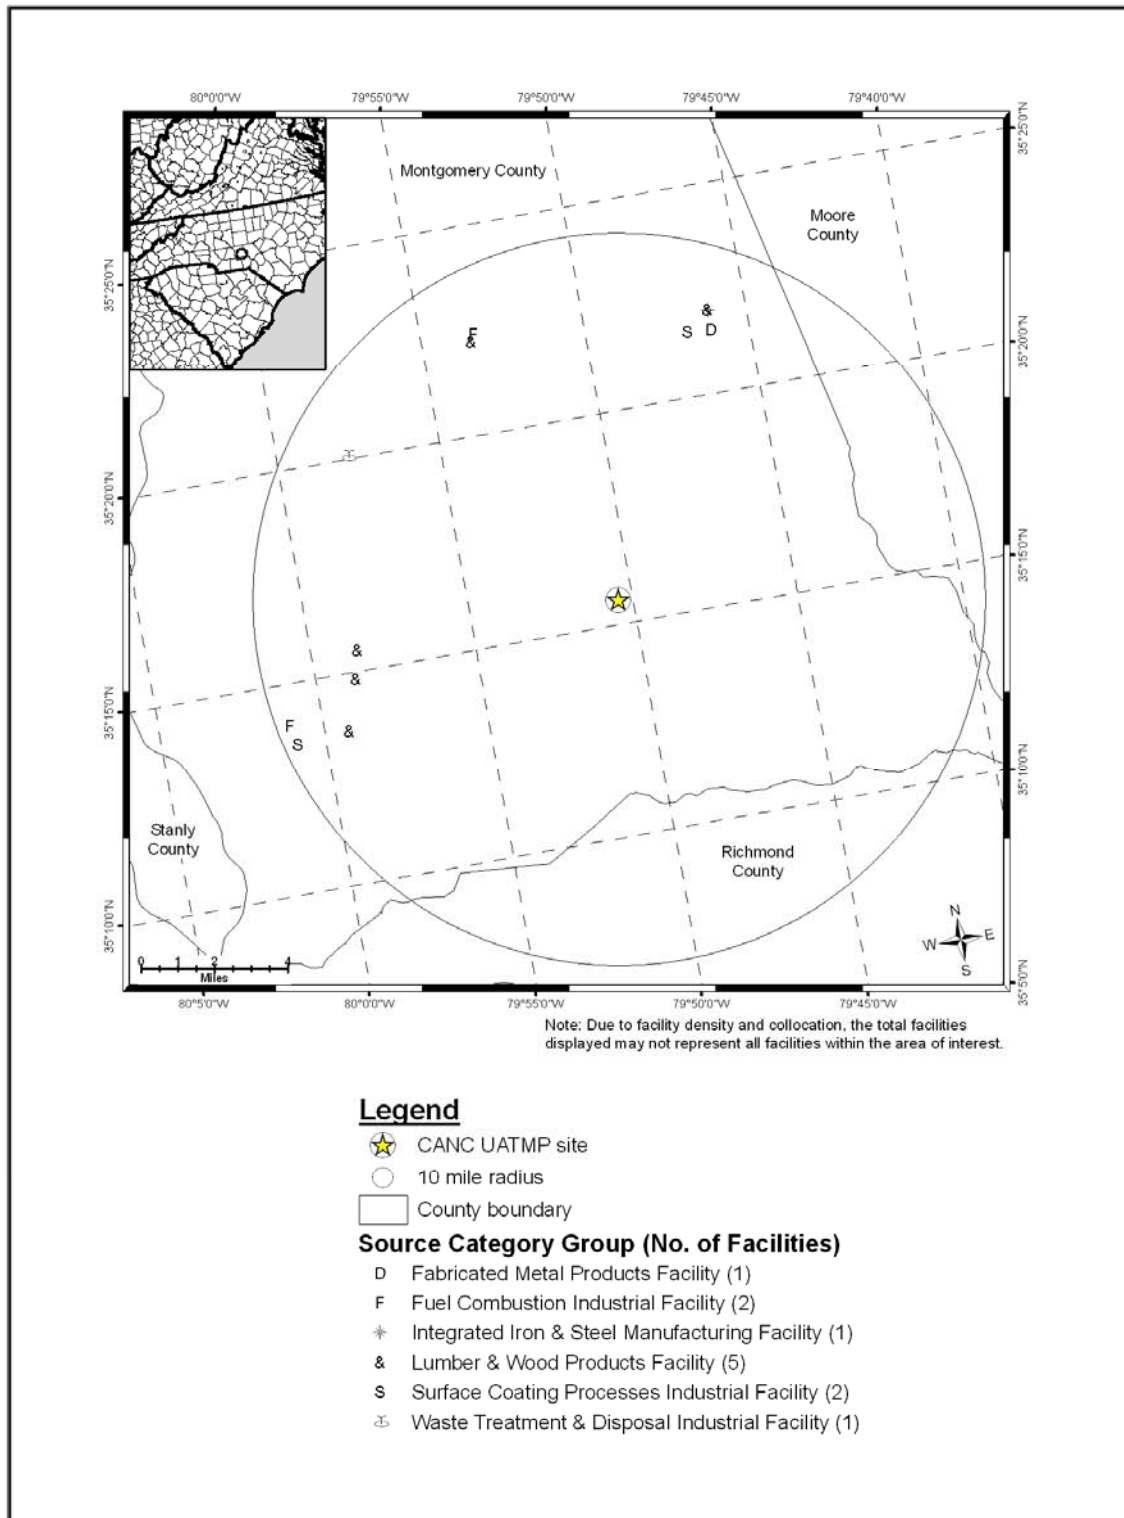 80°0'0"W 79°55'0"W 79°50'0"W 79°45'0"W 79°40'0"W
35°25'0"N
35°20'0"N
35°15'0"N
35°10'0"N
35°25'0"N
35°20'0"N
35°15'0"N
35°10'0"N
35°5'0"N
Montgomery County
Moore
County
&
S D
F
&
&
&
F
S
&
Stanly
County
Richmond
County
N
W E
S
0 1 2 4
Miles
80°5'0"W 80°0'0"W 79°55'0"W 79°50'0"W 79°45'0"W
Note: Due to facility density and collocation, the total facilities
displayed may not represent all facilities within the area of interest.
Legend
CANC UATMP site
10 mile radius
County boundary
Source Category Group (No. of Facilities)
D Fabricated Metal Products Facility (1)
F Fuel Combustion Industrial Facility (2)
Integrated Iron & Steel Manufacturing Facility (1)
& Lumber & Wood Products Facility (5)
S Surface Coating Processes Industrial Facility (2)
Waste Treatment & Disposal Industrial Facility (1)